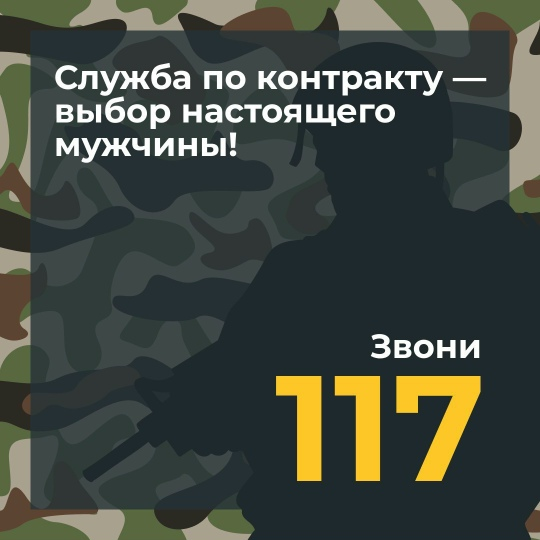 Служба по контракту —
выбор настоящего
мужчины!
Звони
117